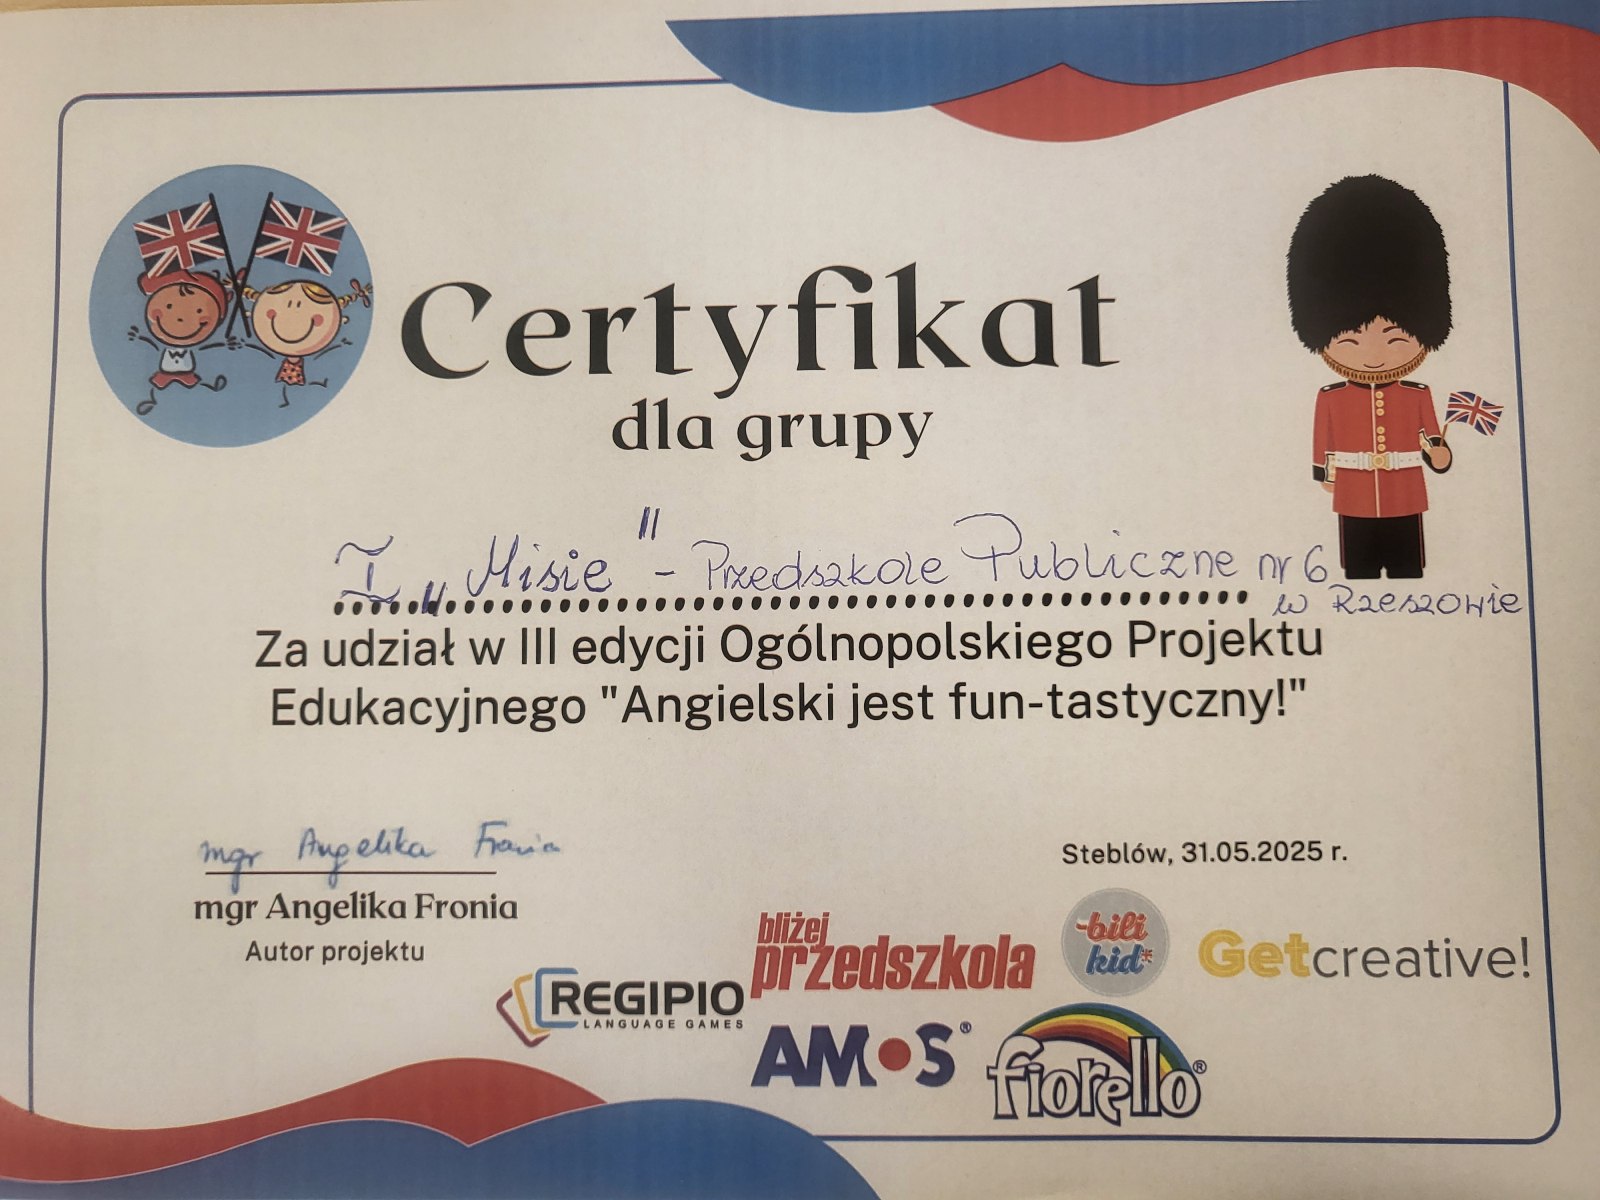 Certyfikat
dla grupy
I „Misie" - Przedszkole Publiczne nr 6
w Rzeszowie
Za udział w III edycji Ogólnopolskiego Projektu
Edukacyjnego "Angielski jest fun-tastyczny!"
mgr Angelika Fronia
mgr Angelika Fronia
Autor projektu
Steblów, 31.05.2025 r.
bliżej
przedszkola
bili
kid
Getcreative!
REGIPIO
LANGUAGE GAMES
AMOS®
fiorello®